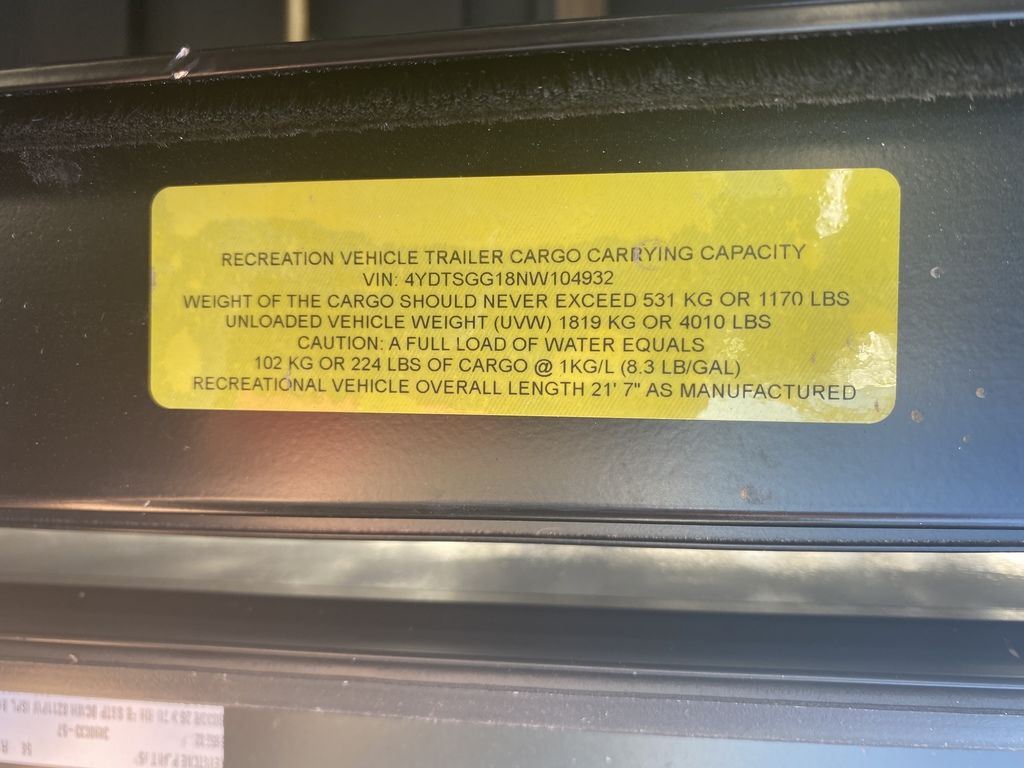 RECREATION VEHICLE TRAILER CARGO CARRYING CAPACITY
VIN: 4YDTSGG18NW104932
WEIGHT OF THE CARGO SHOULD NEVER EXCEED 531 KG OR 1170 LBS
UNLOADED VEHICLE WEIGHT (UVW) 1819 KG OR 4010 LBS
CAUTION: A FULL LOAD OF WATER EQUALS
102 KG OR 224 LBS OF CARGO @ 1KG/L (8.3 LB/GAL)
RECREATIONAL VEHICLE OVERALL LENGTH 21' 7" AS MANUFACTURED